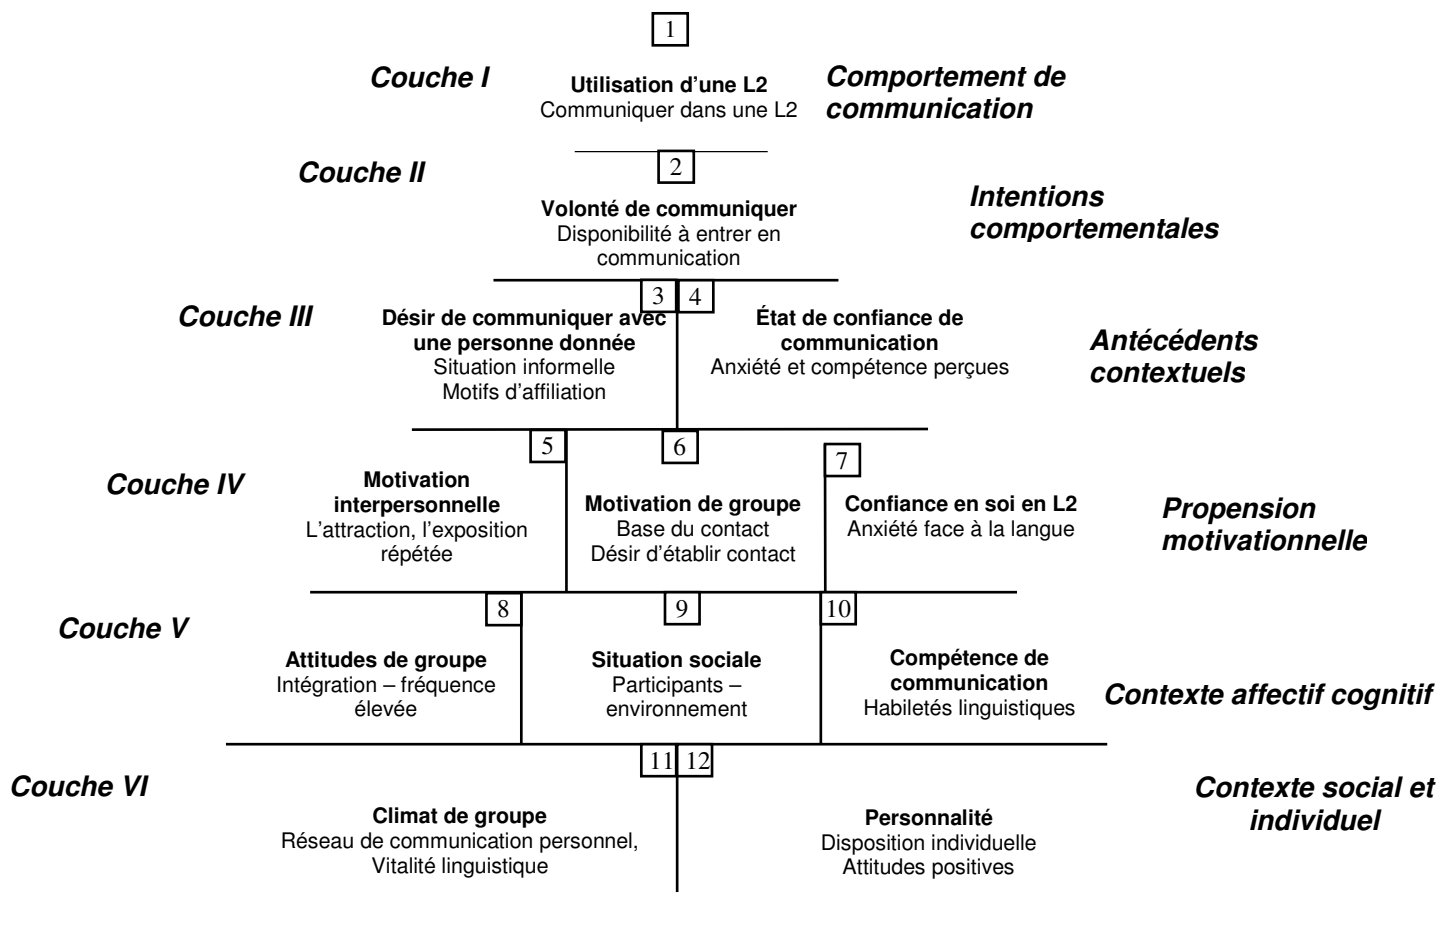 1
Couche I
Utilisation d'une L2
Communiquer dans une L2
Comportement de
communication
Couche II
2
Volonté de communiquer
Disponibilité à entrer en
communication
Intentions
comportementales
Couche III
3
4
Désir de communiquer avec
une personne donnée
Situation informelle
Motifs d'affiliation
État de confiance de
communication
Anxiété et compétence perçues
Antécédents
contextuels
Couche IV
5
6
7
Motivation
interpersonnelle
L'attraction, l'exposition
répétée
Motivation de groupe
Base du contact
Désir d'établir contact
Confiance en soi en L2
Anxiété face à la langue
Propension
motivationnelle
Couche V
8
9
10
Attitudes de groupe
Intégration – fréquence
élevée
Situation sociale
Participants –
environnement
Compétence de
communication
Habiletés linguistiques
Contexte affectif cognitif
Couche VI
11
12
Climat de groupe
Réseau de communication personnel,
Vitalité linguistique
Personnalité
Disposition individuelle
Attitudes positives
Contexte social et
individuel